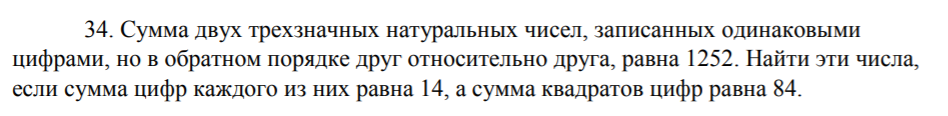 34. Сумма двух трехзначных натуральных чисел, записанных одинаковыми
цифрами, но в обратном порядке друг относительно друга, равна 1252. Найти эти числа,
если сумма цифр каждого из них равна 14, а сумма квадратов цифр равна 84.